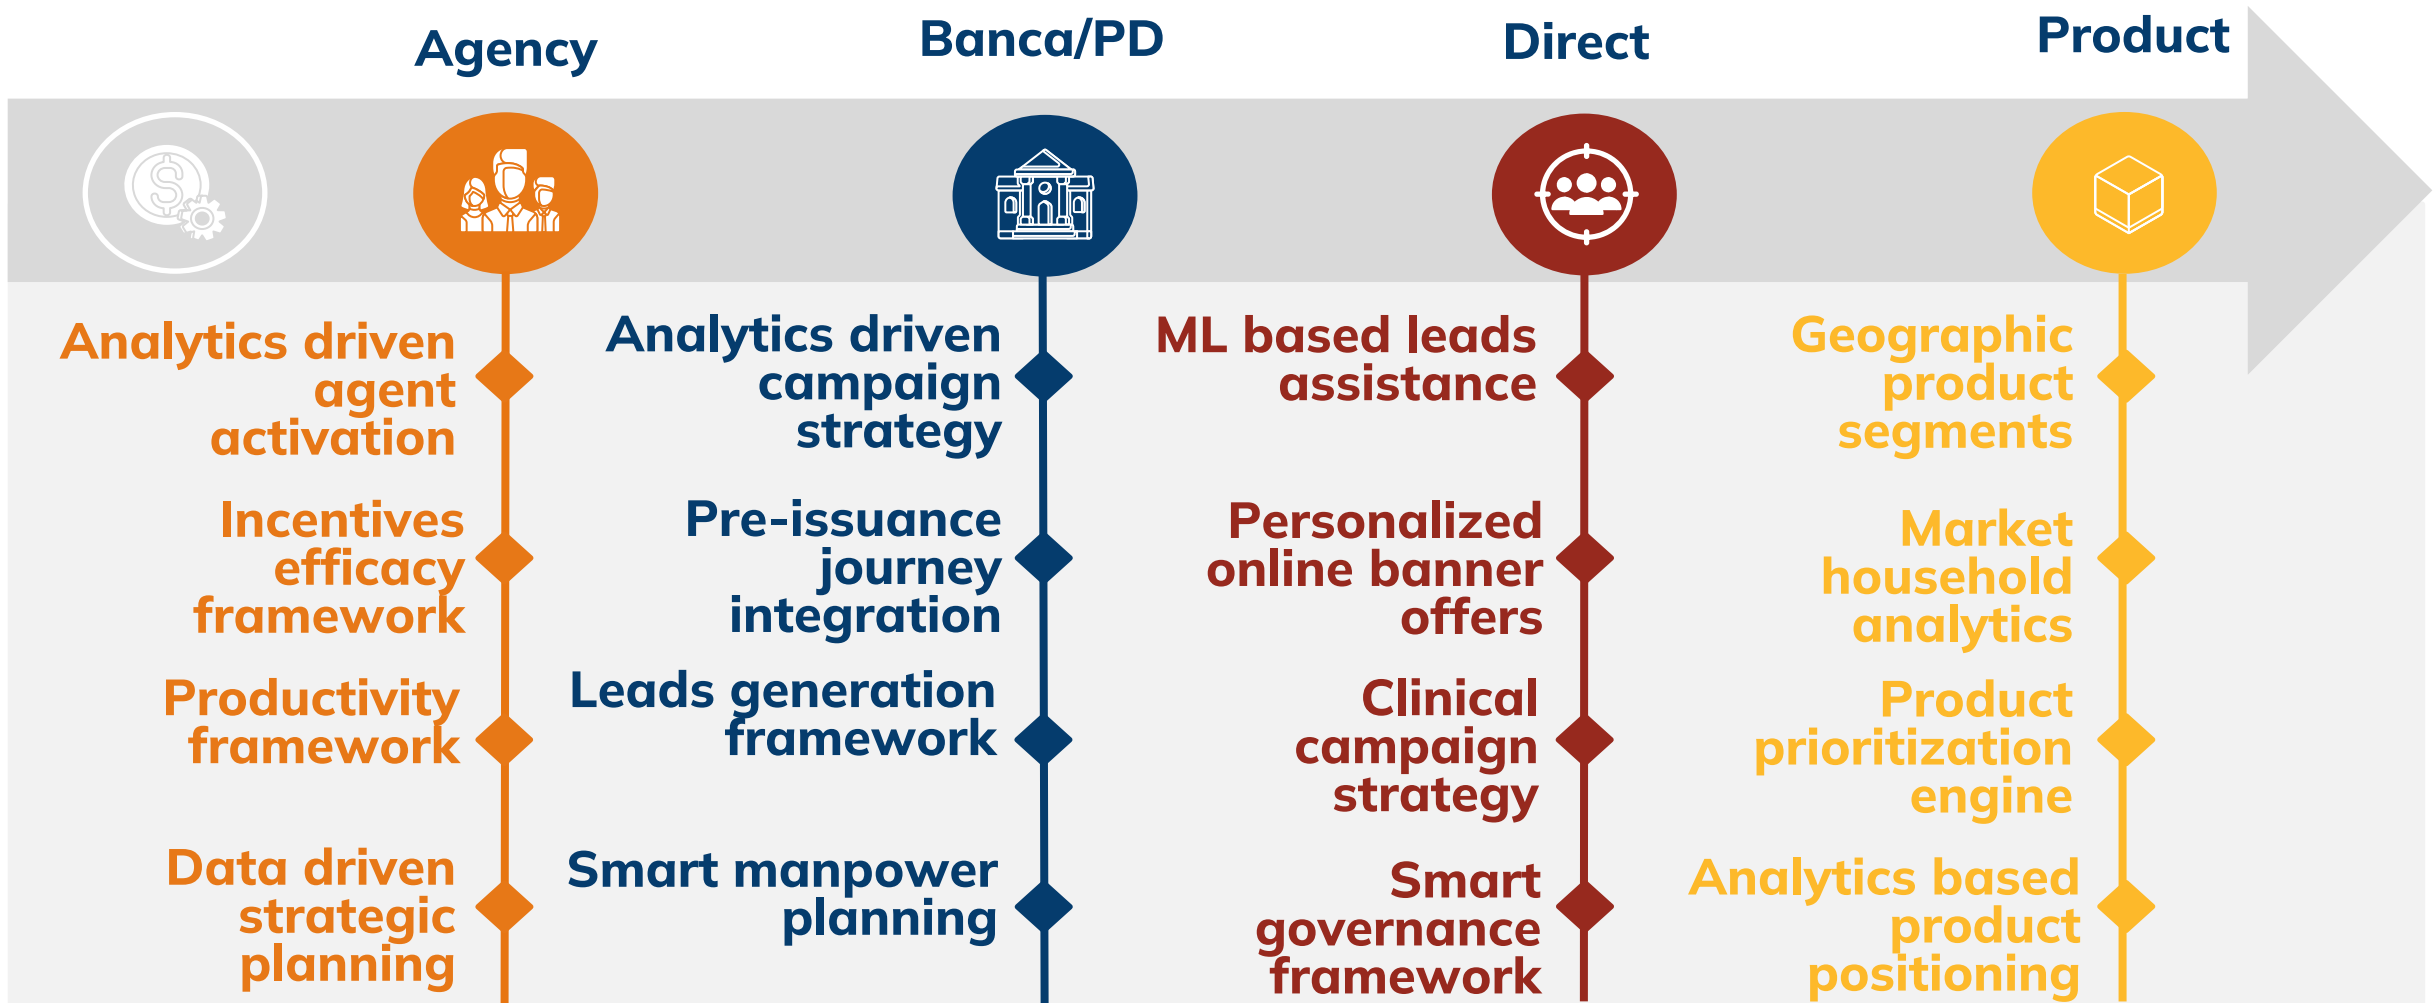 Agency
Banca/PD
Direct
Product
Analytics driven
agent
activation
Incentives
efficacy
framework
Productivity
framework
Data driven
strategic
planning
Analytics driven
campaign
strategy
Pre-issuance
journey
integration
Leads generation
framework
Smart manpower
planning
ML based leads
assistance
Personalized
online banner
offers
Clinical
campaign
strategy
Smart
governance
framework
Geographic
product
segments
Market
household
analytics
Product
prioritization
engine
Analytics based
product
positioning